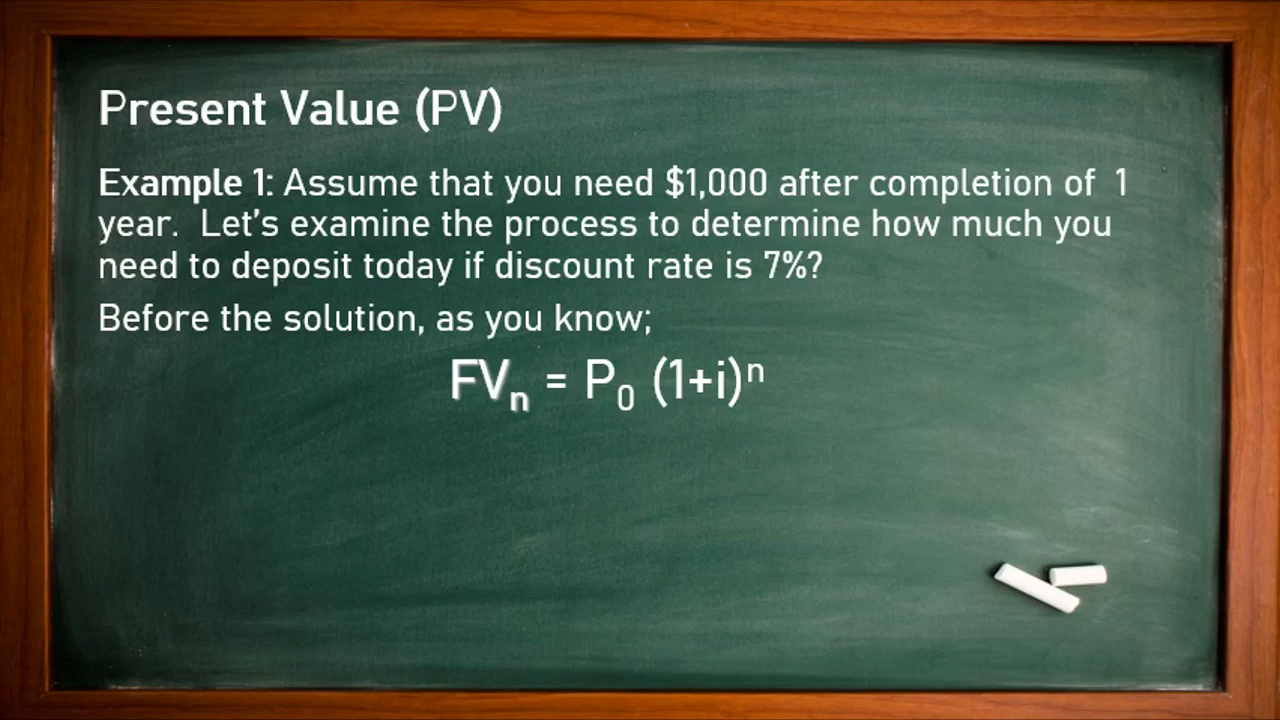 Present Value (PV)
Example 1: Assume that you need $1,000 after completion of 1
year. Let's examine the process to determine how much you
need to deposit today if discount rate is 7%?
Before the solution, as you know;
FVₙ = P₀ (1+i)ⁿ